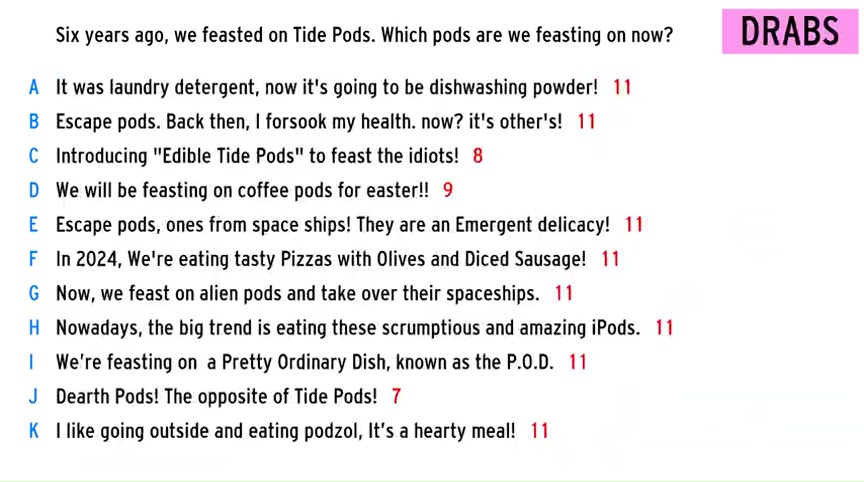 Six years ago, we feasted on Tide Pods. Which pods are we feasting on now?
DRABS
A It was laundry detergent, now it's going to be dishwashing powder! 11
B Escape pods. Back then, I forsook my health. now? it's other's! 11
C Introducing "Edible Tide Pods" to feast the idiots! 8
D We will be feasting on coffee pods for easter!! 9
E Escape pods, ones from space ships! They are an Emergent delicacy! 11
F In 2024, We're eating tasty Pizzas with Olives and Diced Sausage! 11
G Now, we feast on alien pods and take over their spaceships. 11
H Nowadays, the big trend is eating these scrumptious and amazing iPods. 11
I We're feasting on a Pretty Ordinary Dish, known as the P.O.D. 11
J Dearth Pods! The opposite of Tide Pods! 7
K I like going outside and eating podzol, It’s a hearty meal! 11